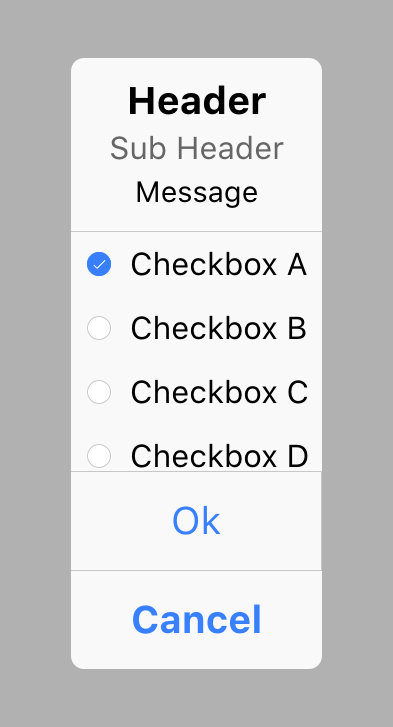 Header
Sub Header
Message
Checkbox A
Checkbox B
Checkbox C
Checkbox D
Ok
Cancel